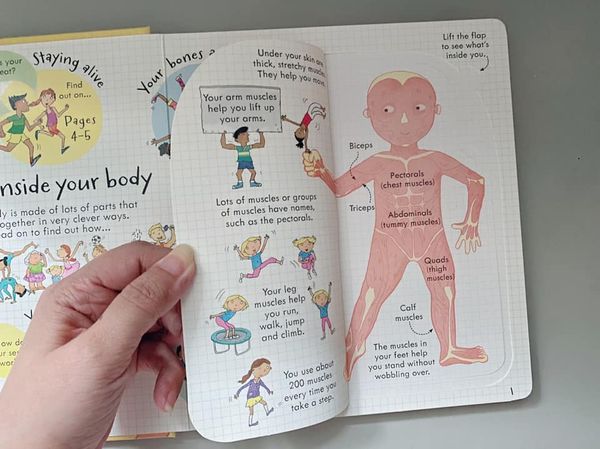 s your
eat?
Staying alive
Find
out on...
Pages
4-5
Your bones a
nside your body
dy is made of lots of parts that
together in very clever ways.
ead on to find out how...
Under your skin are
thick, stretchy muscles.
They help you move.
Your arm muscles
help you lift up
your arms.
Lots of muscles or groups
of muscles have names,
such as the pectorals.
Your leg
muscles help
you run,
walk, jump
and climb.
You use about
200 muscles
every time you
take a step.
Lift the flap
to see what's
inside you.
Biceps
Triceps
Pectorals
(chest muscles)
Abdominals
(tummy muscles)
Quads
(thigh
muscles)
Calf
muscles
The muscles in
your feet help
you stand without
wobbling over.
1